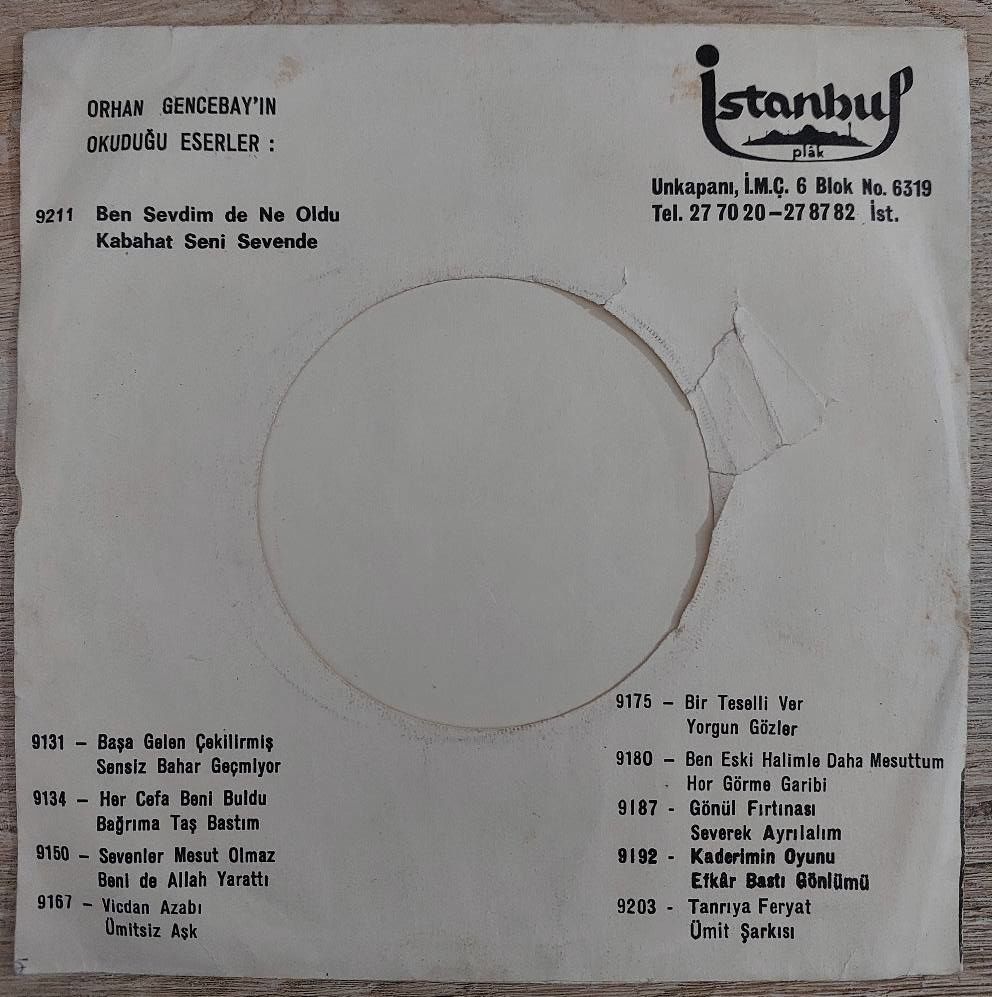 ORHAN GENCEBAY'IN
OKUDUĞU ESERLER :
9211 Ben Sevdim de Ne Oldu
Kabahat Seni Sevende
İstanbul
plâk
Unkapanı, İ.M.Ç. 6 Blok No. 6319
Tel. 27 70 20 – 27 87 82 İst.
9131 – Başa Gelen Çekilirmiş
Sensiz Bahar Geçmiyor
9134 – Her Cefa Beni Buldu
Bağrıma Taş Bastım
9150 – Sevenler Mesut Olmaz
Beni de Allah Yarattı
9167 – Vicdan Azabı
Ümitsiz Aşk
9175 – Bir Teselli Ver
Yorgun Gözler
9180 – Ben Eski Halimle Daha Mesuttum
Hor Görme Garibi
9187 - Gönül Fırtınası
Severek Ayrılalım
9192 - Kaderimin Oyunu
Efkâr Bastı Gönlümü
9203 - Tanrıya Feryat
Ümit Şarkısı